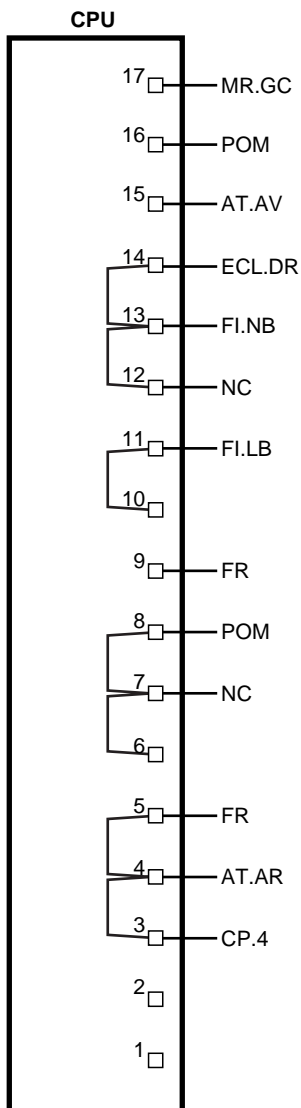 CPU
17 MR.GC
16 POM
15 AT.AV
14 ECL.DR
13 FI.NB
12 NC
11 FI.LB
10
9 FR
8 POM
7 NC
6
5 FR
4 AT.AR
3 CP.4
2
1